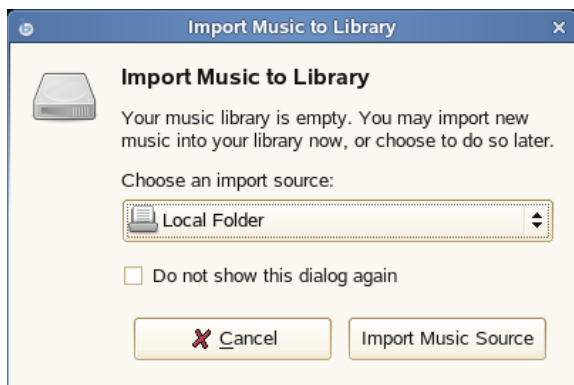 Import Music to Library
Import Music to Library
Your music library is empty. You may import new
music into your library now, or choose to do so later.
Choose an import source:
Local Folder
Do not show this dialog again
Cancel
Import Music Source